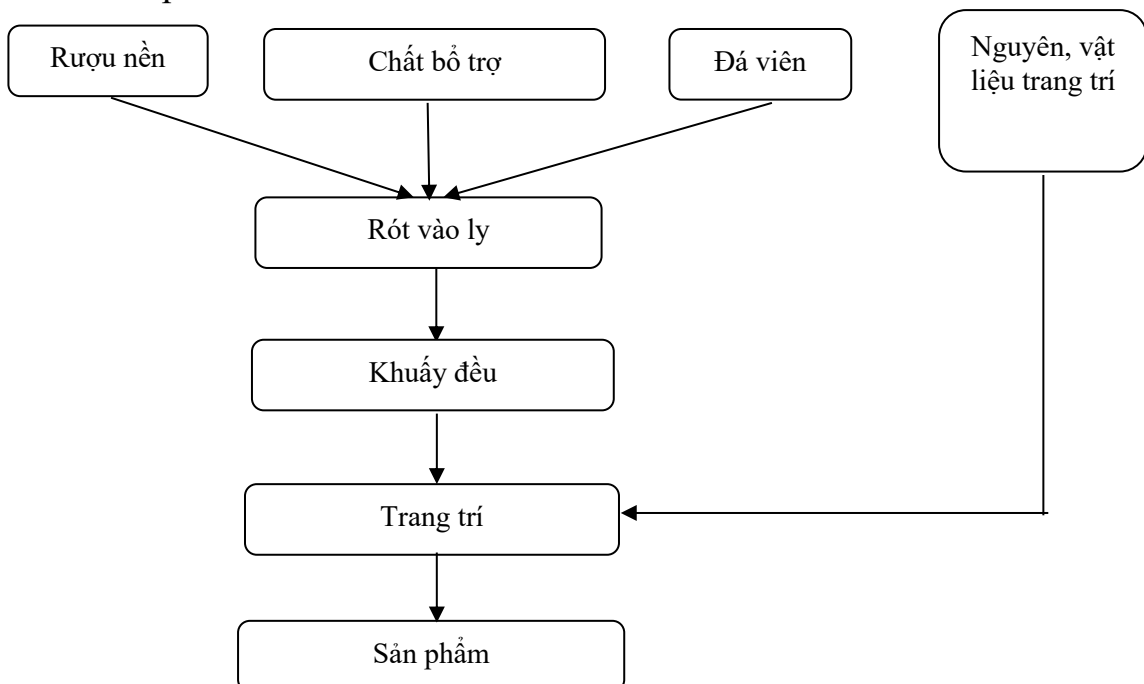 Rượu nền
Chất bổ trợ
Đá viên
Nguyên, vật
liệu trang trí
Rót vào ly
Khuấy đều
Trang trí
Sản phẩm